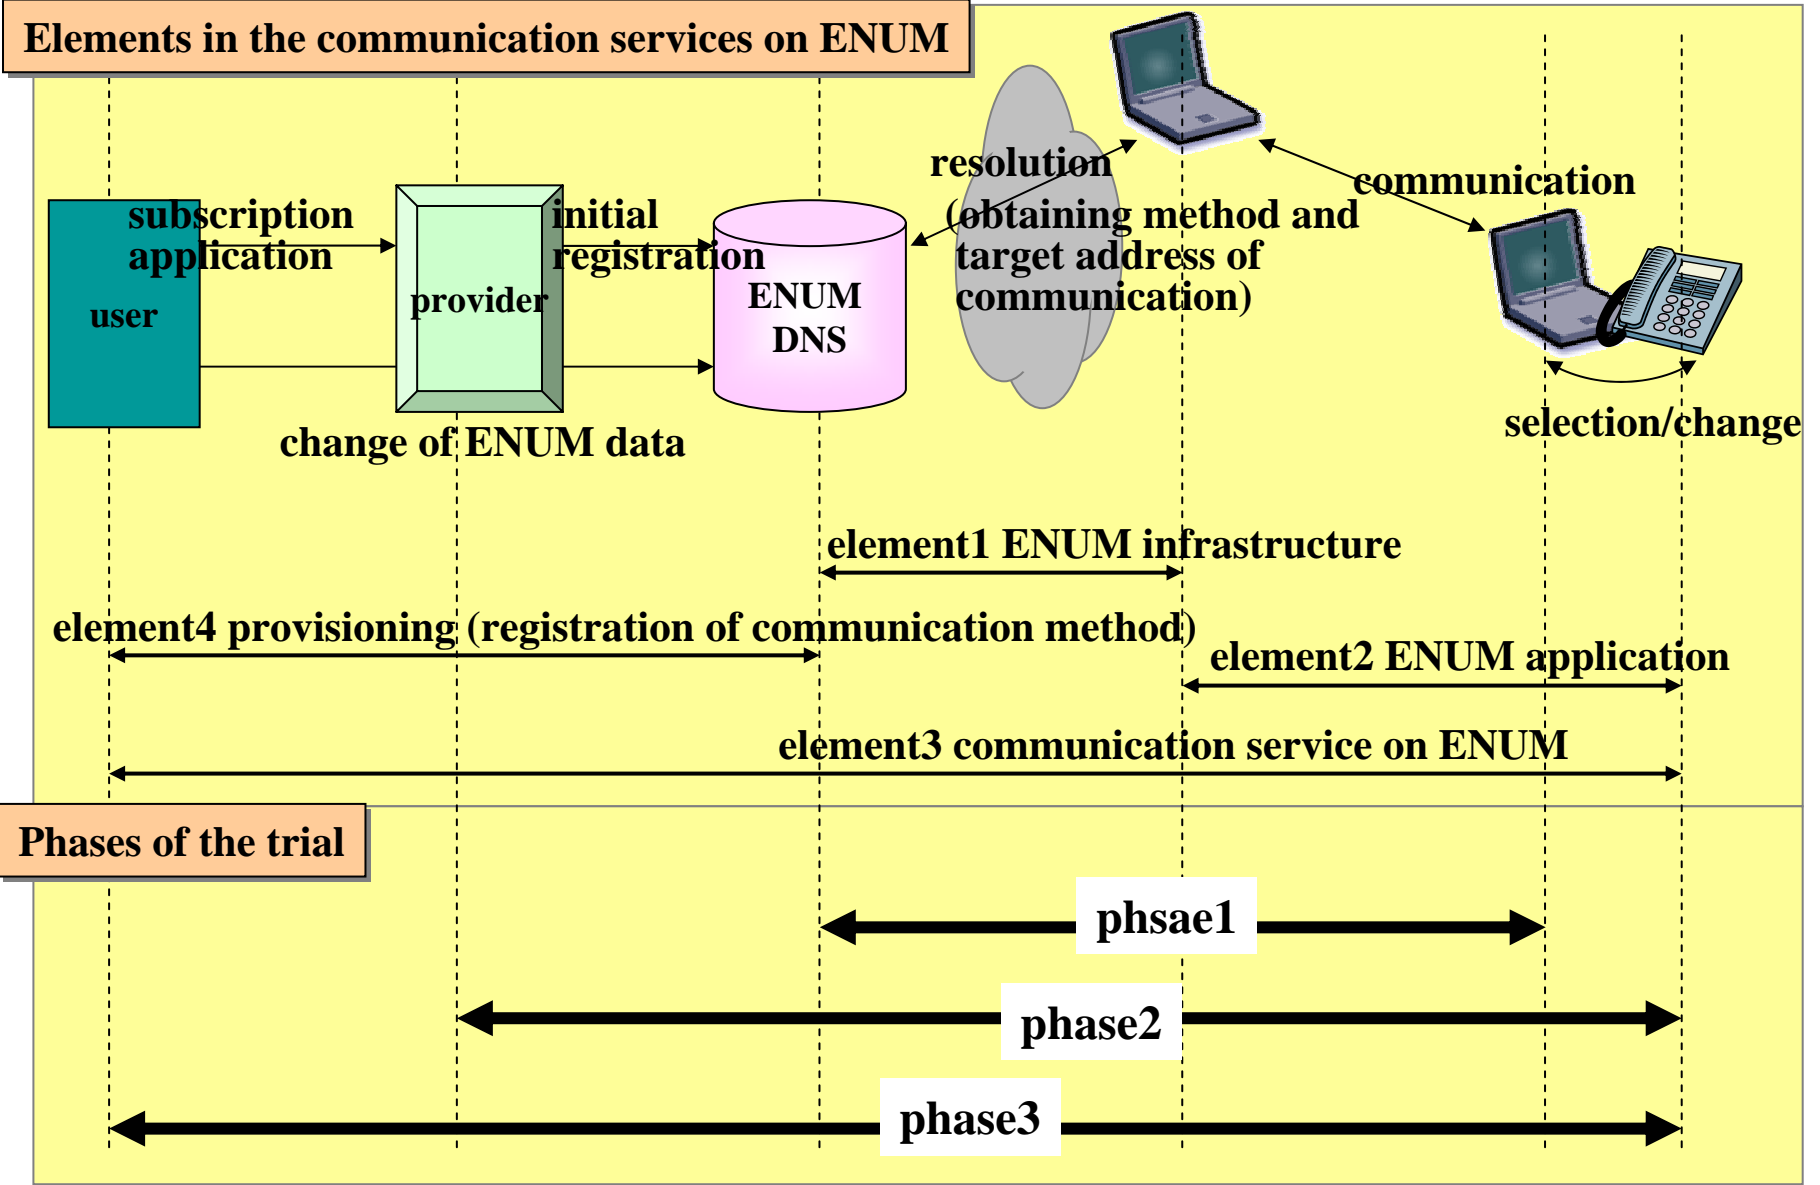 Elements in the communication services on ENUM
resolution
(obtaining method and
target address of
communication)
communication
subscription
application
initial
registration
user
provider
ENUM
DNS
change of ENUM data
selection/change
element1 ENUM infrastructure
element4 provisioning (registration of communication method)
element2 ENUM application
element3 communication service on ENUM
Phases of the trial
phsae1
phase2
phase3